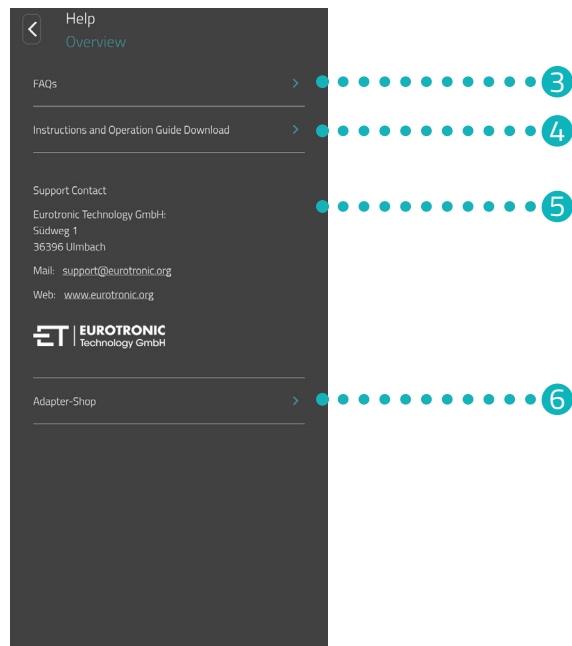 Help
Overview
FAQs
3
Instructions and Operation Guide Download
4
Support Contact
5
Eurotronic Technology GmbH:
Südweg 1
36396 Ulmbach
Mail: support@eurotronic.org
Web: www.eurotronic.org
ET EUROTRONIC
Technology GmbH
Adapter-Shop
6